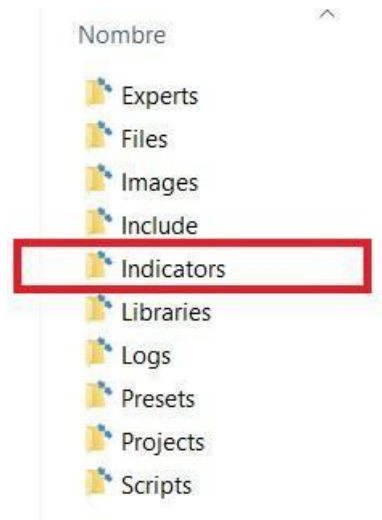 Nombre
Experts
Files
Images
Include
Indicators
Libraries
Logs
Presets
Projects
Scripts